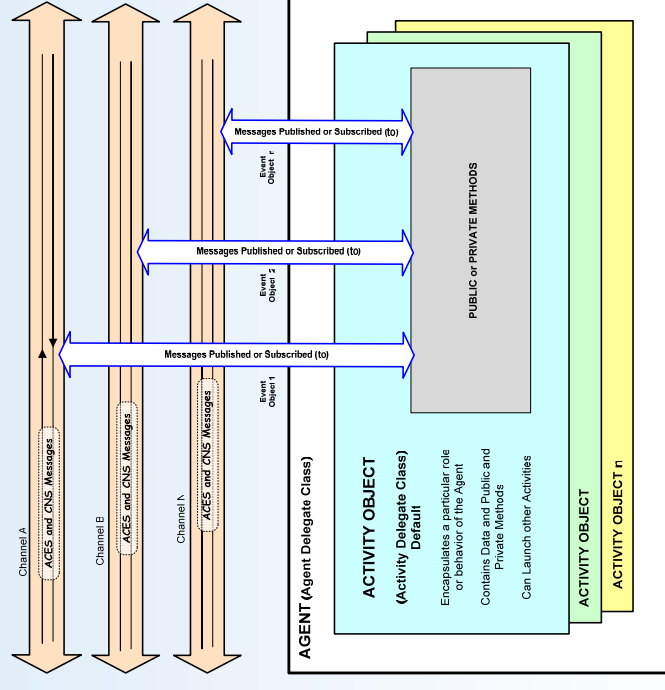 Channel A
ACES and CNS Messages
Channel B
ACES and CNS Messages
Channel N
ACES and CNS Messages
Messages Published or Subscribed (to)
Event
Object n
Messages Published or Subscribed (to)
Event
Object 2
Messages Published or Subscribed (to)
Event
Object 1
AGENT (Agent Delegate Class)
ACTIVITY OBJECT
(Activity Delegate Class)
Default
Encapsulates a particular role
or behavior of the Agent
Contains Data and Public and
Private Methods
Can Launch other Activities
PUBLIC or PRIVATE METHODS
ACTIVITY OBJECT
ACTIVITY OBJECT n